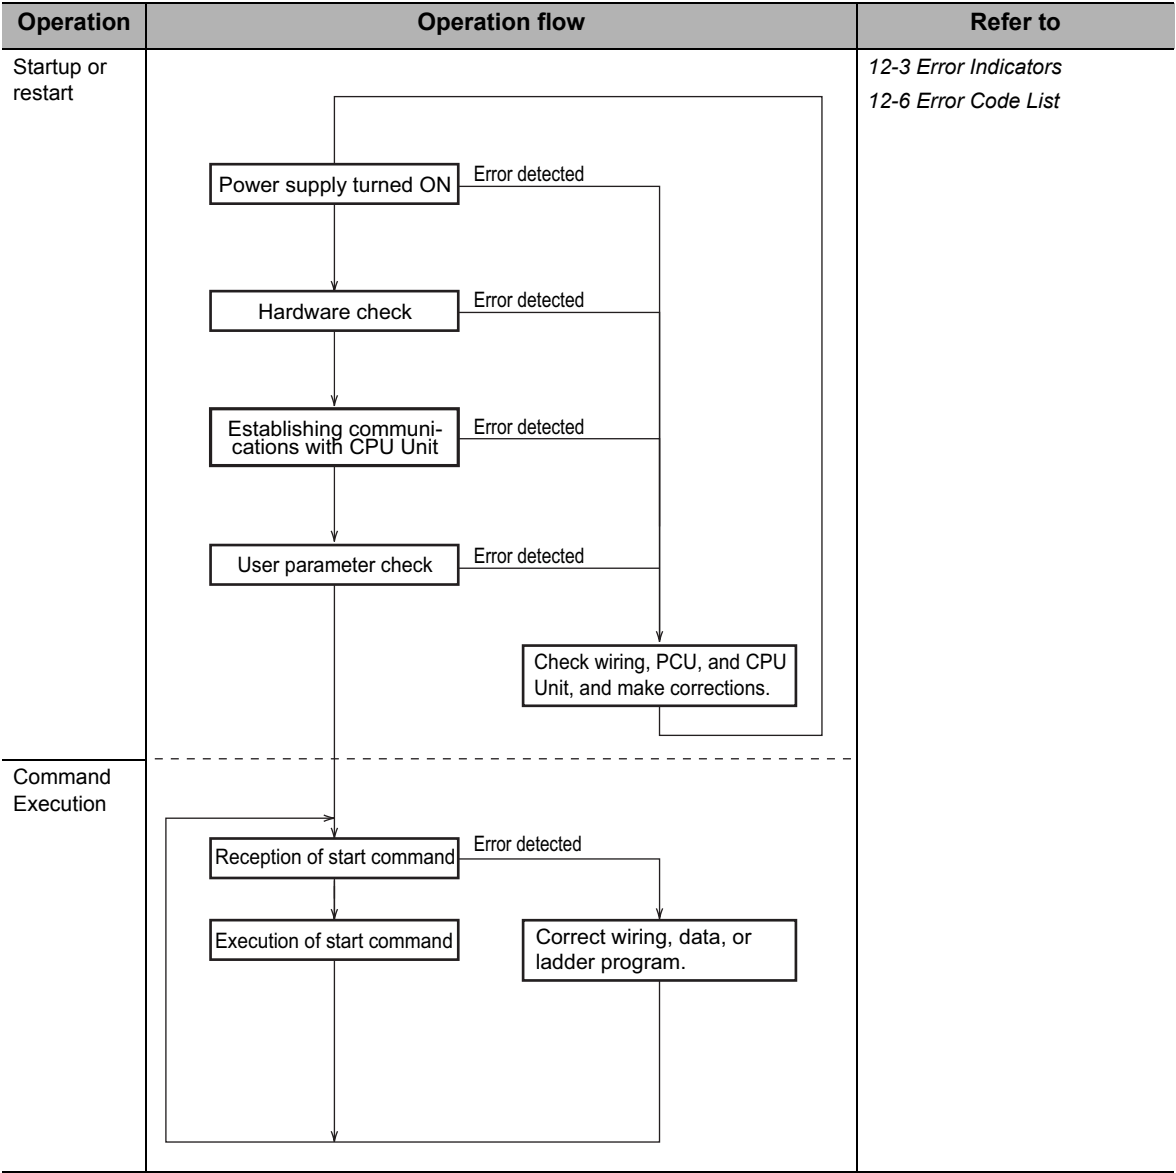 Operation
Operation flow
Refer to
Startup or
restart
12-3 Error Indicators
12-6 Error Code List
Power supply turned ON
Error detected
Hardware check
Error detected
Establishing communi-
cations with CPU Unit
Error detected
User parameter check
Error detected
Check wiring, PCU, and CPU
Unit, and make corrections.
Command
Execution
Reception of start command
Error detected
Execution of start command
Correct wiring, data, or
ladder program.